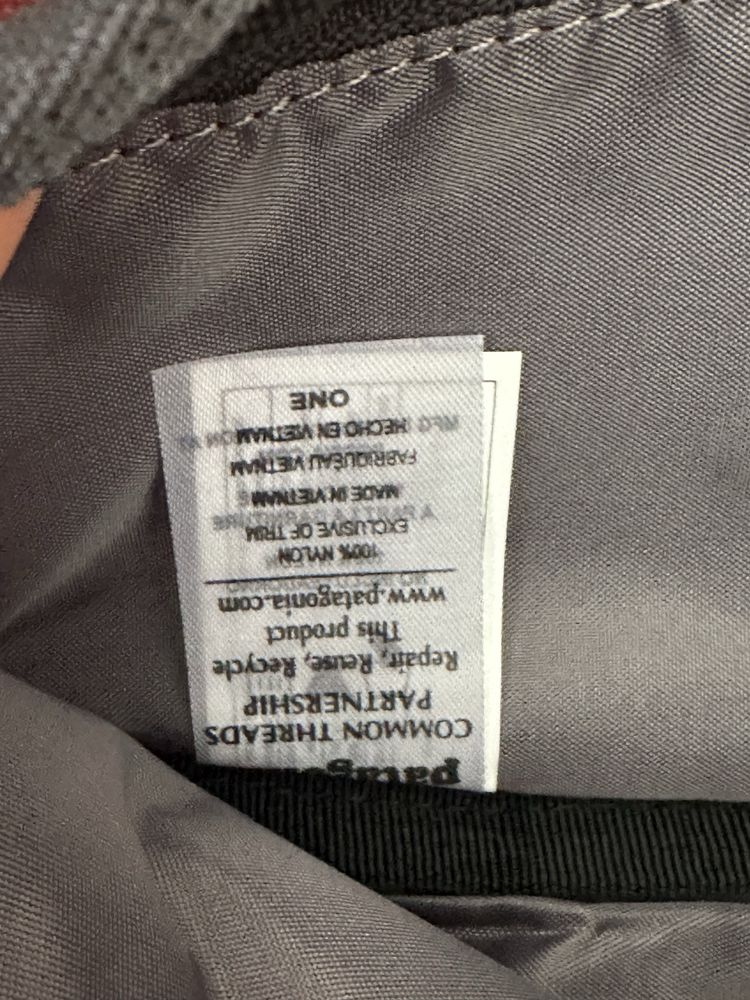 patagonia
COMMON THREADS
PARTNERSHIP
Repair, Reuse, Recycle
This product
www.patagonia.com
100% NYLON
EXCLUSIVE OF TRIM
MADE IN VIETNAM
FABRIQUÉ AU VIETNAM
HECHO EN VIETNAM
ONE